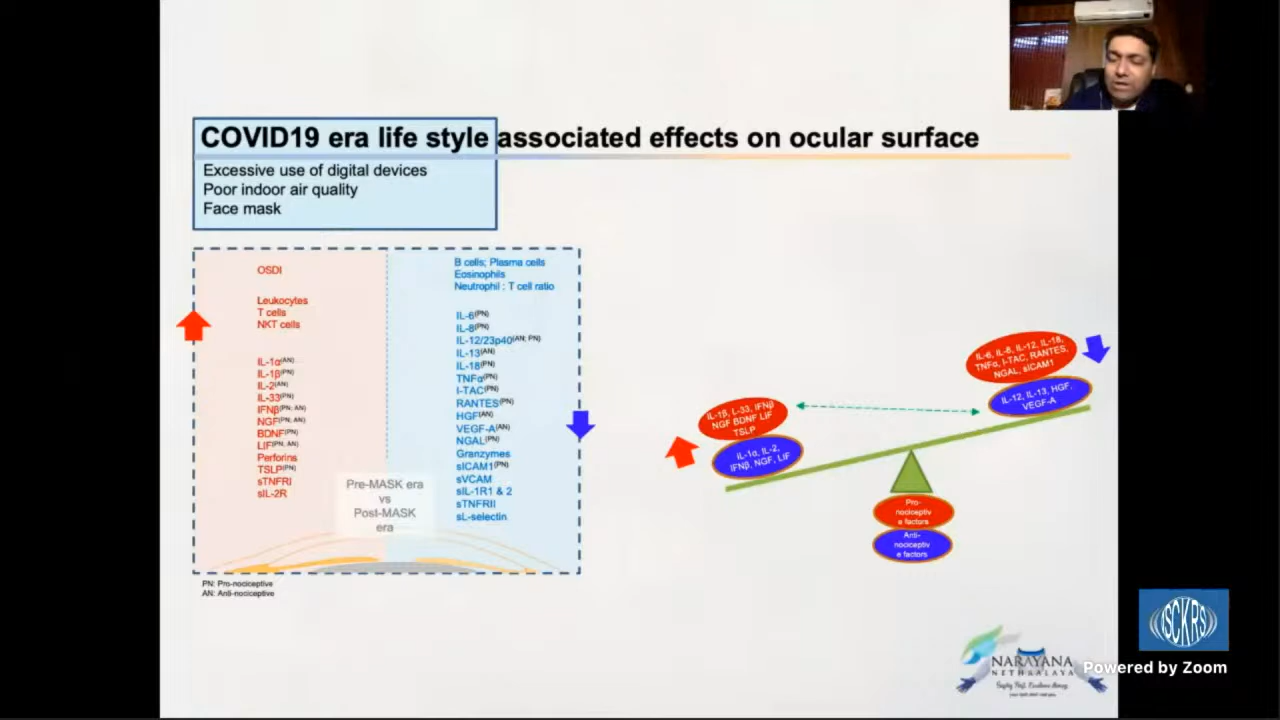 COVID19 era life style associated effects on ocular surface
Excessive use of digital devices
Poor indoor air quality
Face mask
OSDI
Leukocytes
T cells
NKT cells
IL-1α(AN)
IL-1β(PN)
IL-2(AN)
IL-33(PN)
IFNβ(PN; AN)
NGF(PN; AN)
BDNF(PN)
LIF(PN; AN)
Perforins
TSLP(PN)
sTNFRI
sIL-2R
B cells; Plasma cells
Eosinophils
Neutrophil : T cell ratio
IL-6(PN)
IL-8(PN)
IL-12/23p40(AN; PN)
IL-13(AN)
IL-18(PN)
TNFα(PN)
I-TAC(PN)
RANTES(PN)
HGF(AN)
VEGF-A(AN)
NGAL(PN)
Granzymes
sICAM1(PN)
sVCAM
sIL-1R1 & 2
sTNFRII
sL-selectin
Pre-MASK era
vs
Post-MASK
era
PN: Pro-nociceptive
AN: Anti-nociceptive
IL-1β, L-33, IFNβ
NGF BDNF LIF
TSLP
IL-1α, IL-2,
IFNβ, NGF, LIF
IL-6, IL-8, IL-12, IL-18,
TNFα, I-TAC, RANTES,
NGAL, sICAM1
IL-12, IL-13, HGF,
VEGF-A
Pro-
nociceptiv
e factors
Anti-
nociceptiv
e factors
ISCKRS
NARAYANA
NETHRALAYA
Powered by Zoom